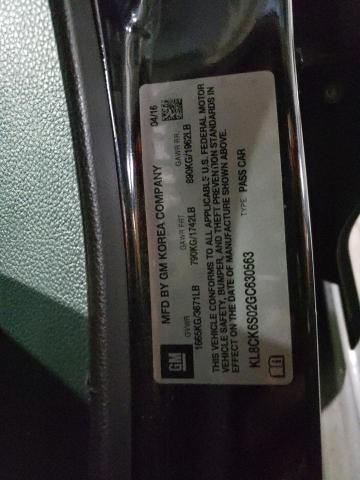 MFD BY GM KOREA COMPANY 04/16
GM
GVWR GAWR FRT GAWR RR
1665KG/3671LB 790KG/1742LB 890KG/1962LB
THIS VEHICLE CONFORMS TO ALL APPLICABLE U.S. FEDERAL MOTOR
VEHICLE SAFETY, BUMPER, AND THEFT PREVENTION STANDARDS IN
EFFECT ON THE DATE OF MANUFACTURE SHOWN ABOVE.
KL8CK6S02GC630563 TYPE: PASS CAR